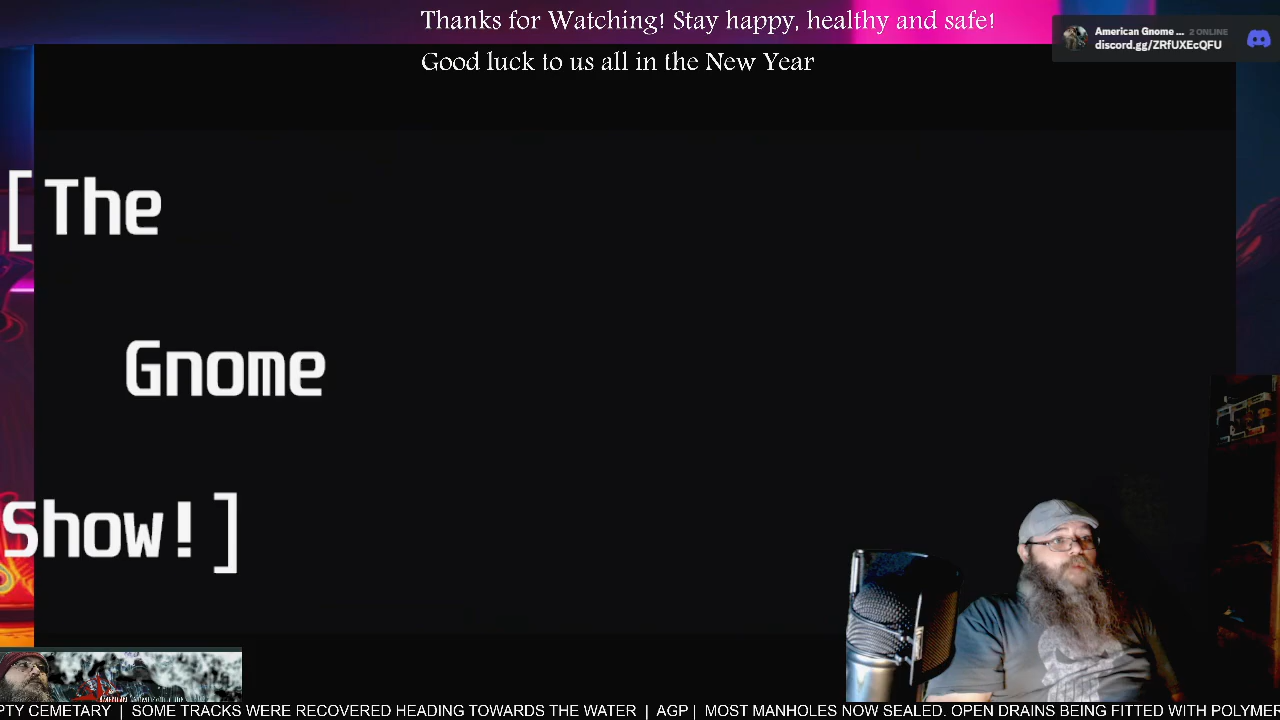 Thanks for Watching! Stay happy, healthy and safe!
Good luck to us all in the New Year
American Gnome ... 2 ONLINE
discord.gg/ZRfUXEcQFU
[The
Gnome
Show!]
PTY CEMETARY | SOME TRACKS WERE RECOVERED HEADING TOWARDS THE WATER | AGP | MOST MANHOLES NOW SEALED. OPEN DRAINS BEING FITTED WITH POLYMER